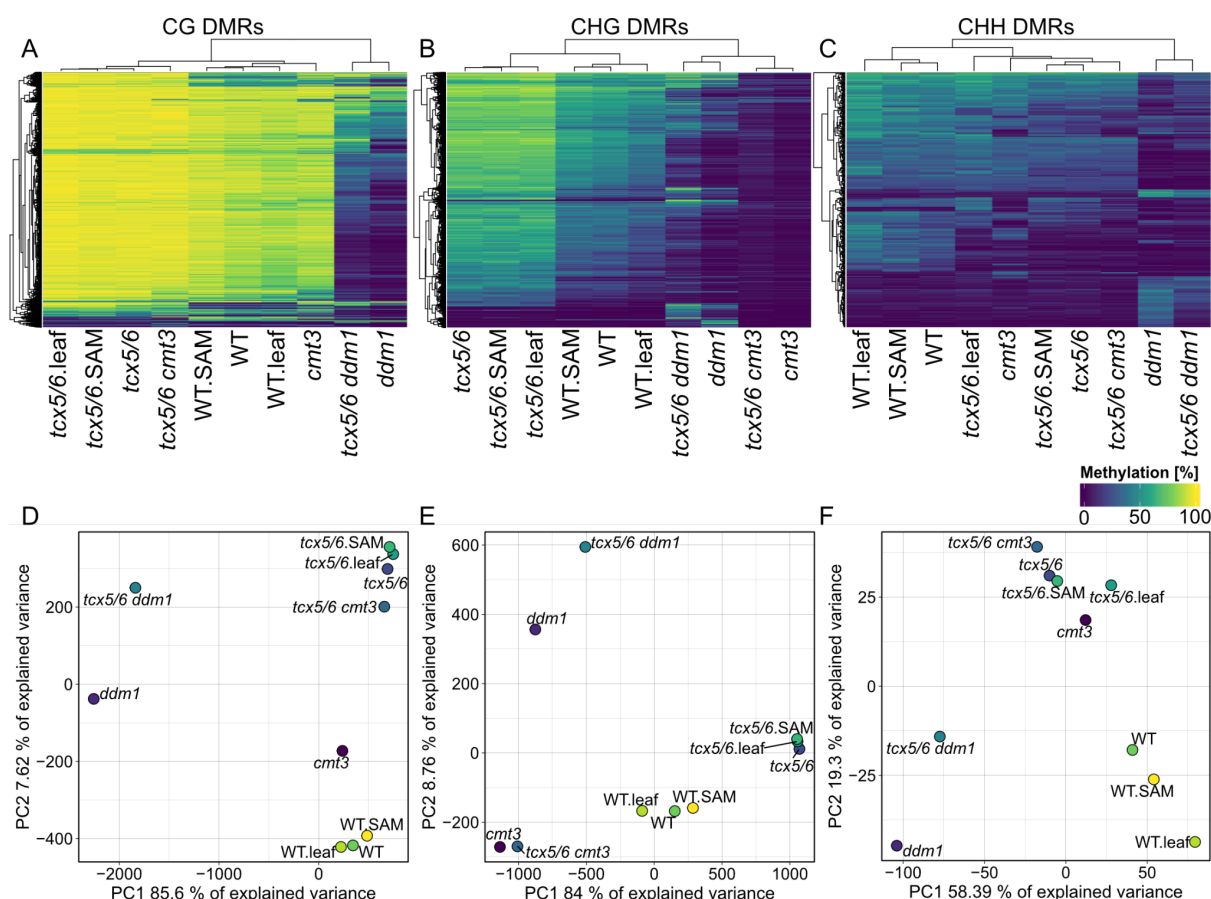 CG DMRs
CHG DMRs
CHH DMRs
A
B
C
tcx5/6.leaf
tcx5/6.SAM
tcx5/6
tcx5/6 cmt3
WT.SAM
WT
WT.leaf
cmt3
tcx5/6 ddm1
ddm1
tcx5/6
tcx5/6.SAM
tcx5/6.leaf
WT.SAM
WT
WT.leaf
tcx5/6 ddm1
ddm1
tcx5/6 cmt3
cmt3
WT.leaf
WT.SAM
WT
tcx5/6.leaf
cmt3
tcx5/6.SAM
tcx5/6
tcx5/6 cmt3
ddm1
tcx5/6 ddm1
Methylation [%]
0 50 100
D
tcx5/6.SAM
tcx5/6.leaf
tcx5/6
tcx5/6 ddm1
tcx5/6 cmt3
ddm1
cmt3
WT.SAM
WT.leaf
WT
200
0
−200
−400
−2000 −1000 0
PC2 7.62 % of explained variance
PC1 85.6 % of explained variance
E
tcx5/6 ddm1
ddm1
tcx5/6.SAM
tcx5/6.leaf
tcx5/6
WT.leaf
WT.SAM
WT
cmt3
tcx5/6 cmt3
600
400
200
0
−200
−1000 −500 0 500 1000
PC2 8.76 % of explained variance
PC1 84 % of explained variance
F
tcx5/6 cmt3
tcx5/6
tcx5/6.SAM
tcx5/6.leaf
cmt3
tcx5/6 ddm1
WT
WT.SAM
WT.leaf
ddm1
25
0
−25
−100 −50 0 50
PC2 19.3 % of explained variance
PC1 58.39 % of explained variance